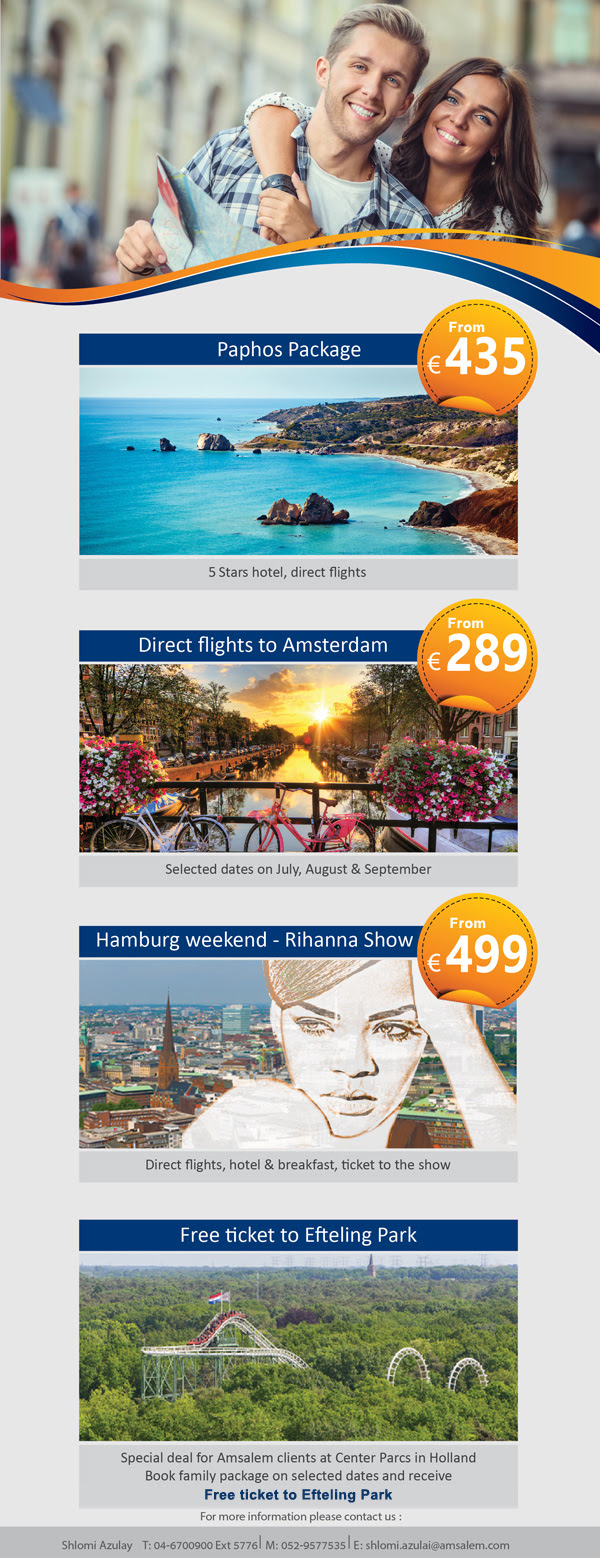 Paphos Package
From
€ 435
5 Stars hotel, direct flights
Direct flights to Amsterdam
From
€ 289
Selected dates on July, August & September
Hamburg weekend - Rihanna Show
From
€ 499
Direct flights, hotel & breakfast, ticket to the show
Free ticket to Efteling Park
Special deal for Amsalem clients at Center Parcs in Holland
Book family package on selected dates and receive
Free ticket to Efteling Park
For more information please contact us :
Shlomi Azulay T: 04-6700900 Ext 5776 | M: 052-9577535 | E: shlomi.azulai@amsalem.com